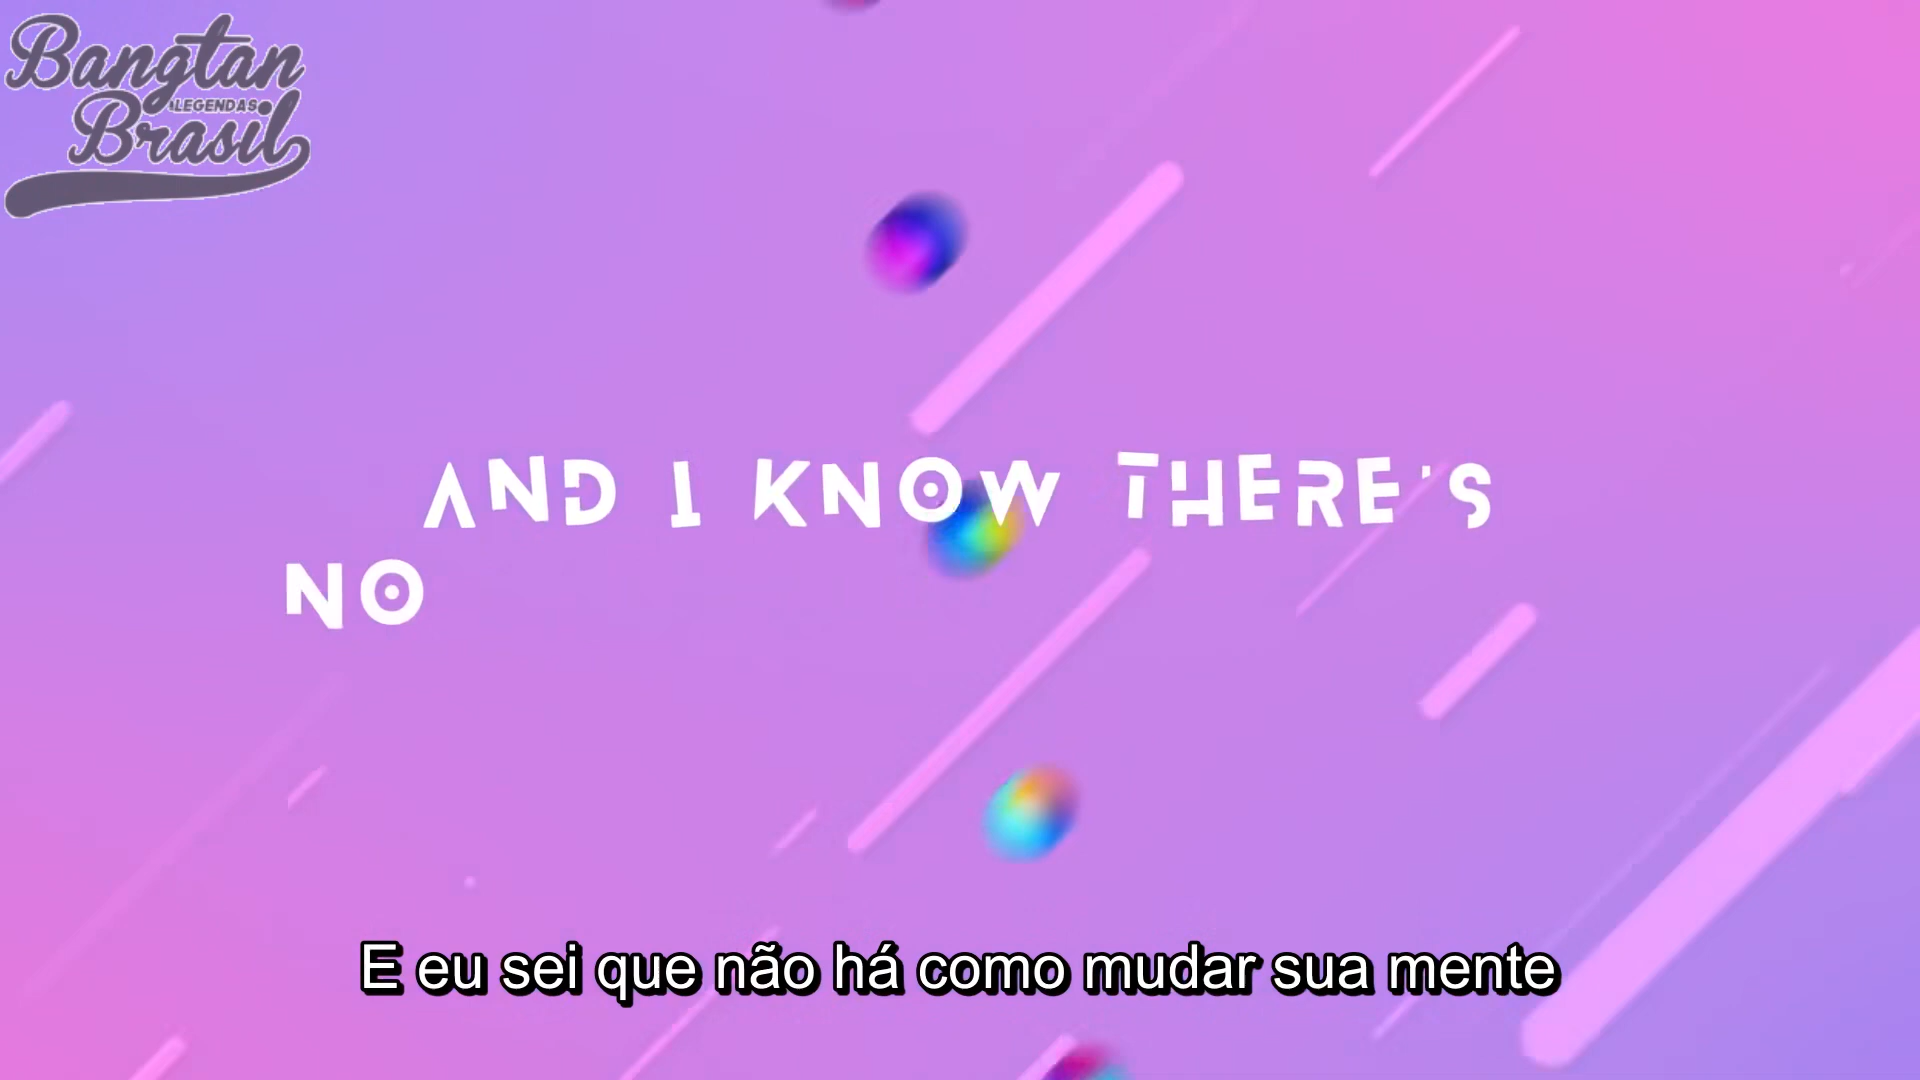 Bangtan
LEGENDAS
Brasil
AND I KNOW THERE'S
NO
E eu sei que não há como mudar sua mente